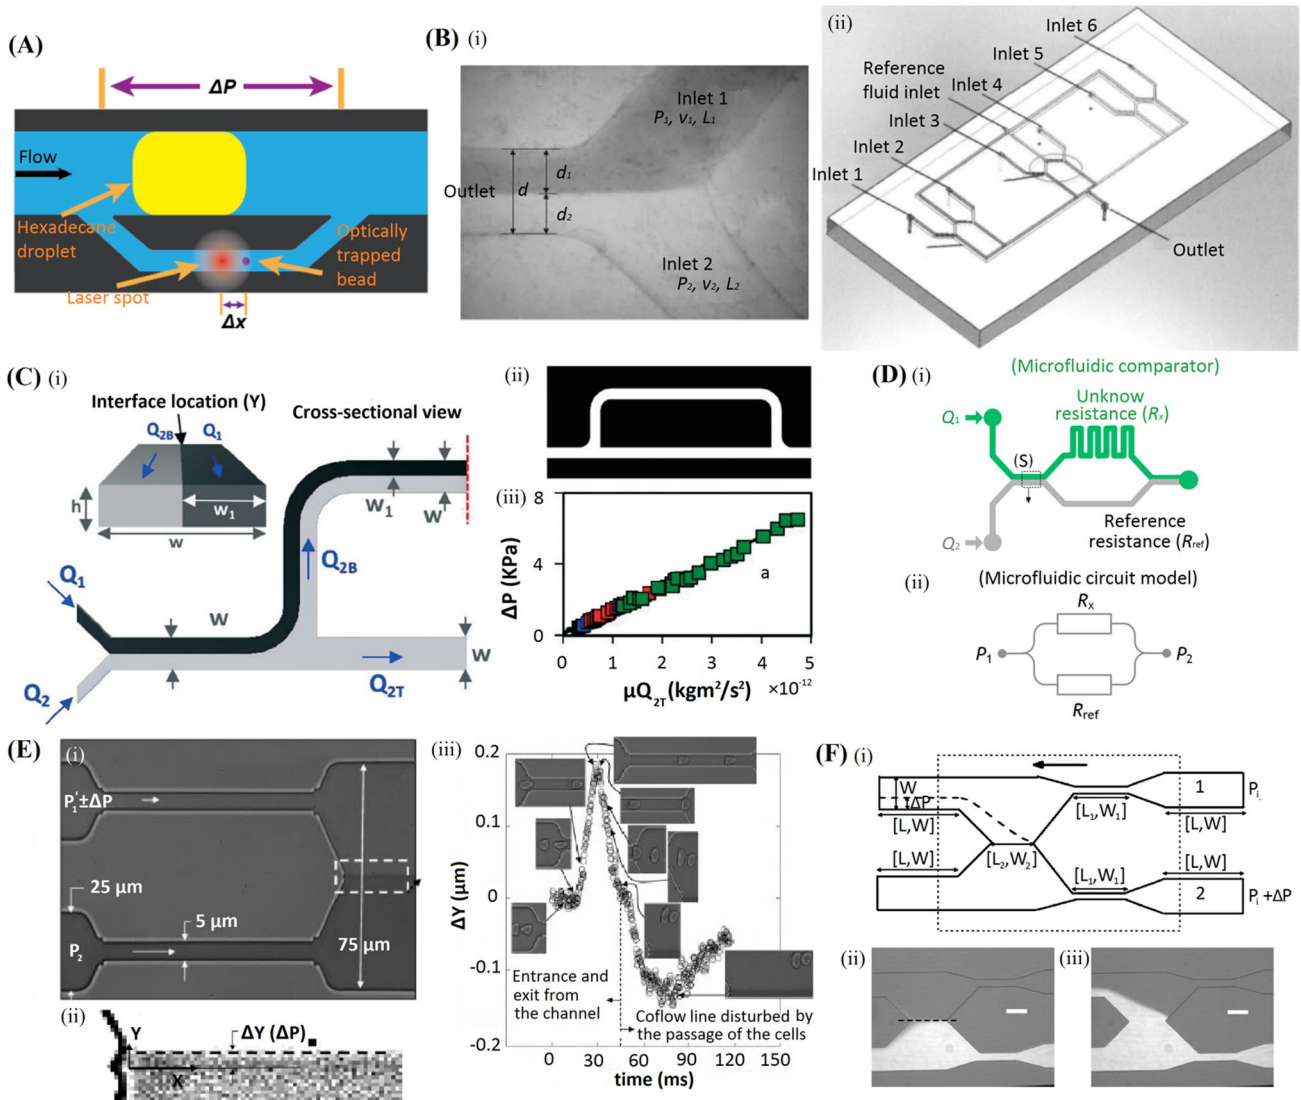 (A)
ΔP
Flow
Hexadecane
droplet
Optically
trapped
bead
Laser spot
Δx
(B) (i)
Inlet 1
P₁, v₁, L₁
Outlet
d
d₁
d₂
Inlet 2
P₂, v₂, L₂
(ii)
Inlet 6
Inlet 5
Reference
fluid inlet
Inlet 4
Inlet 3
Inlet 2
Inlet 1
Outlet
(C) (i)
Interface location (Y)
Cross-sectional view
Q2B
Q₁
h
w₁
w
W₁
W
Q2B
Q₁
W
W
Q₂
Q2T
(ii)
(iii)
8
4
0
ΔP (KPa)
a
0 1 2 3 4 5
μQ2T(kgm²/s²) ×10⁻¹²
(D) (i)
(Microfluidic comparator)
Unknow
resistance (Rx)
Q₁
(S)
Q₂
Reference
resistance (Rref)
(ii)
(Microfluidic circuit model)
Rx
P₁
P₂
Rref
(E) (i)
P₁'±ΔP
25 μm
5 μm
75 μm
P₂
(ii)
Y
ΔY (ΔP)
X
(iii)
0.2
0.1
0
-0.1
-0.2
ΔY (μm)
Entrance and
exit from
the channel
Coflow line disturbed by
the passage of the cells
0 30 60 90 120 150
time (ms)
(F) (i)
W
ΔP
1
Pi
[L₁,W₁]
[L,W]
[L,W]
[L,W]
[L₂,W₂]
[L₁,W₁]
[L,W]
2
Pi +ΔP
(ii)
(iii)